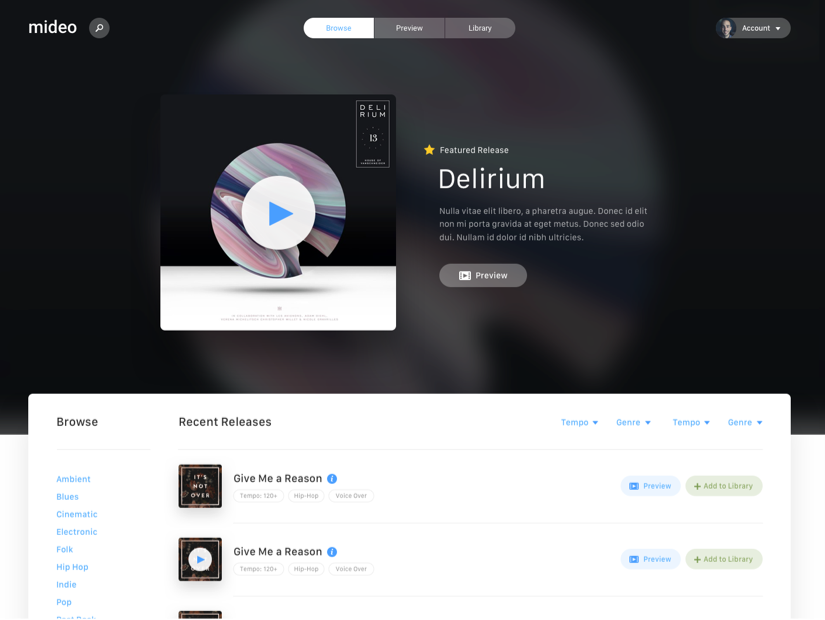 mideo
Browse
Preview
Library
Account
DELI
RIUM
13
Featured Release
Delirium
Nulla vitae elit libero, a pharetra augue. Donec id elit
non mi porta gravida at eget metus. Donec sed odio
dui. Nullam id dolor id nibh ultricies.
Preview
Browse
Recent Releases
Tempo
Genre
Tempo
Genre
Ambient
Blues
Cinematic
Electronic
Folk
Hip Hop
Indie
Pop
IT'S
NOT
OVER
Give Me a Reason
Tempo: 120+
Hip-Hop
Voice Over
Preview
Add to Library
Give Me a Reason
Tempo: 120+
Hip-Hop
Voice Over
Preview
Add to Library